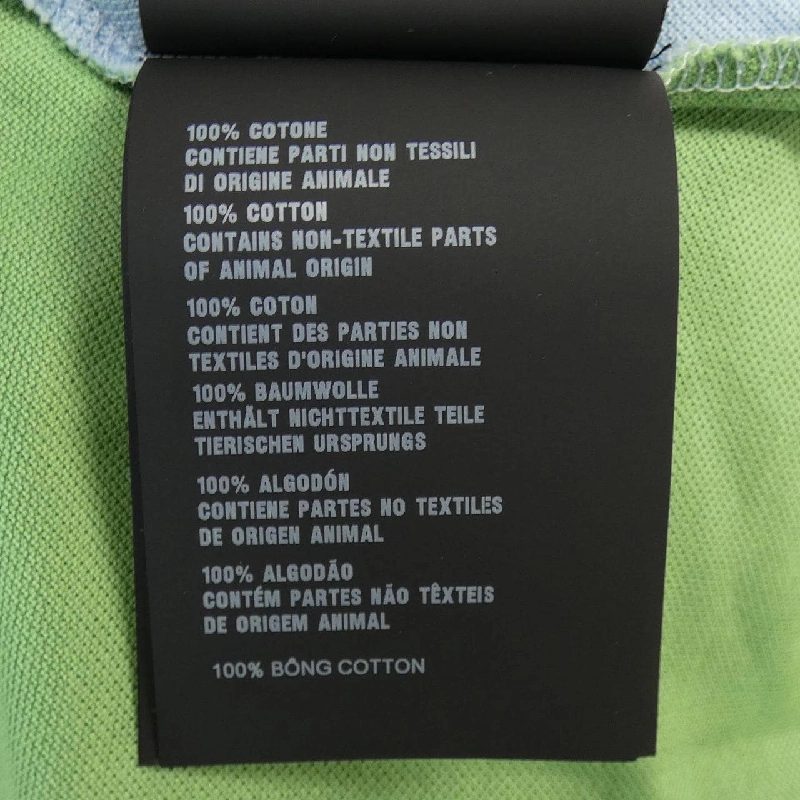 100% COTONE
CONTIENE PARTI NON TESSILI
DI ORIGINE ANIMALE
100% COTTON
CONTAINS NON-TEXTILE PARTS
OF ANIMAL ORIGIN
100% COTON
CONTIENT DES PARTIES NON
TEXTILES D'ORIGINE ANIMALE
100% BAUMWOLLE
ENTHÄLT NICHTTEXTILE TEILE
TIERISCHEN URSPRUNGS
100% ALGODÓN
CONTIENE PARTES NO TEXTILES
DE ORIGEN ANIMAL
100% ALGODÃO
CONTÉM PARTES NÃO TÊXTEIS
DE ORIGEM ANIMAL
100% BÔNG COTTON